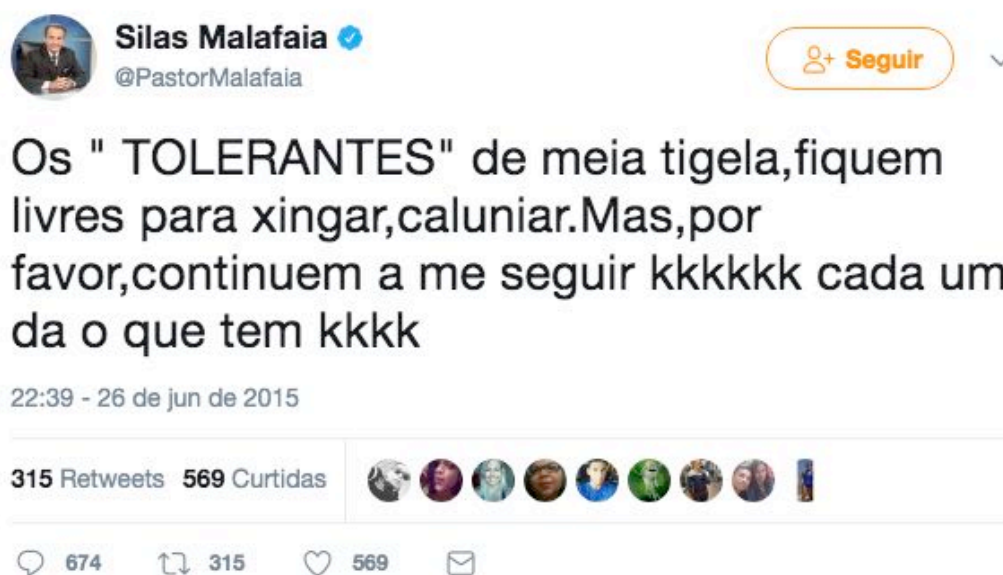 Silas Malafaia
@PastorMalafaia
Seguir
Os " TOLERANTES" de meia tigela,fiquem
livres para xingar,caluniar.Mas,por
favor,continuem a me seguir kkkkkk cada um
da o que tem kkkk
22:39 - 26 de jun de 2015
315 Retweets 569 Curtidas
674 315 569